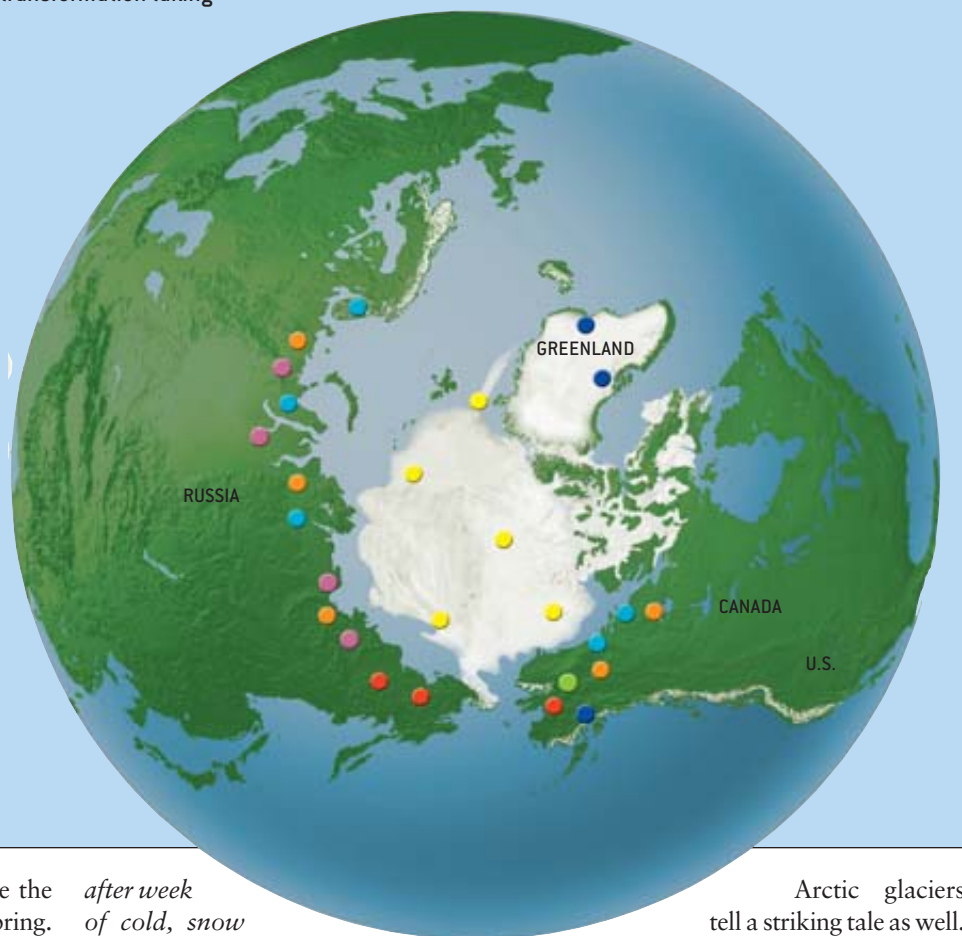 GREENLAND
RUSSIA
CANADA
U.S.
after week
of cold, snow
Arctic glaciers
tell a striking tale as well.